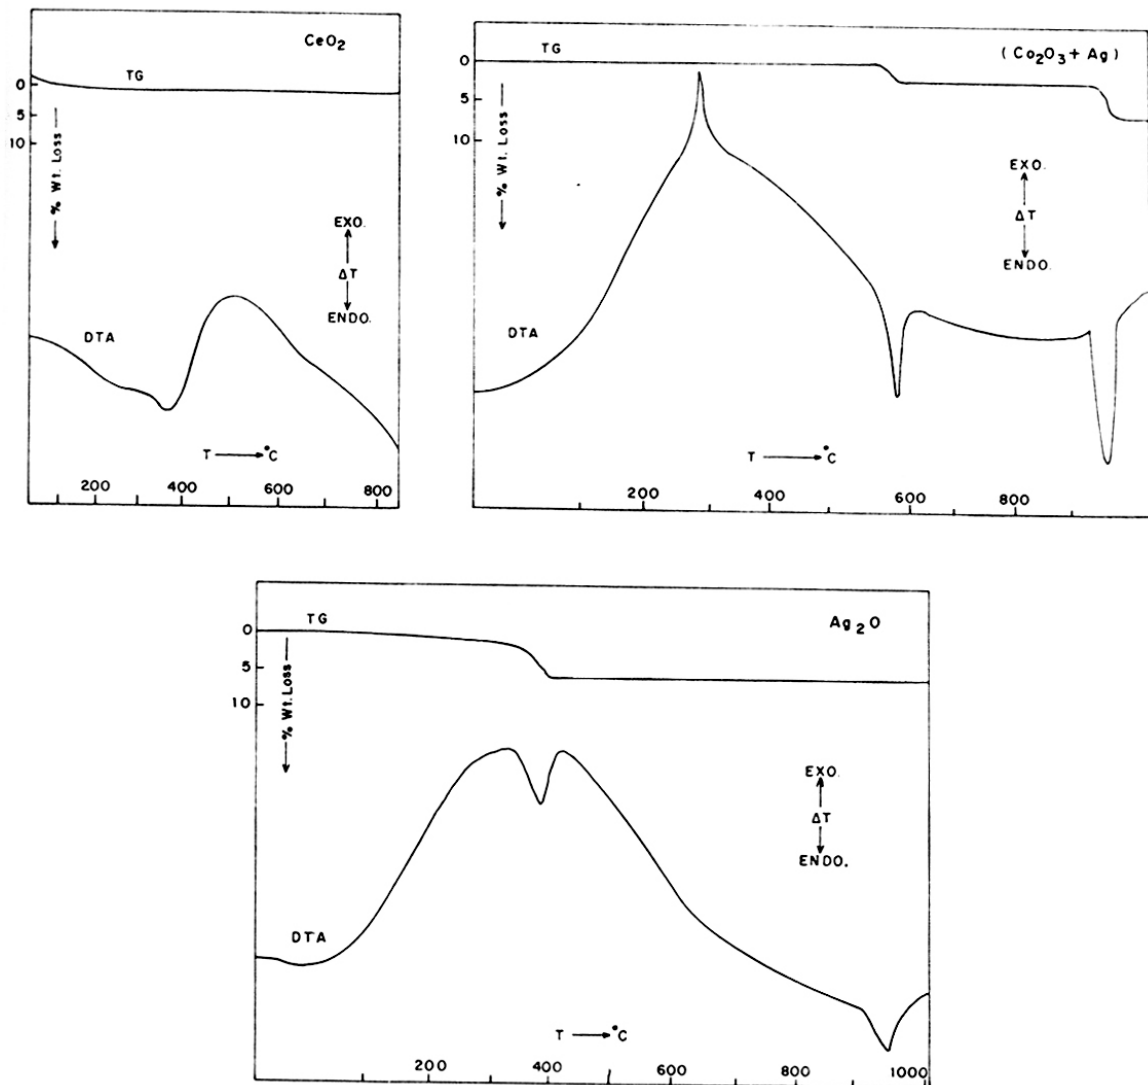 CeO2
TG
0
5
10
% Wt. Loss
EXO.
ΔT
ENDO.
DTA
T → °C
200 400 600 800
(Co2O3 + Ag)
TG
0
5
10
% Wt. Loss
EXO.
ΔT
ENDO.
DTA
T → °C
200 400 600 800
Ag2O
TG
0
5
10
% Wt. Loss
EXO.
ΔT
ENDO.
DTA
T → °C
200 400 600 800 1000